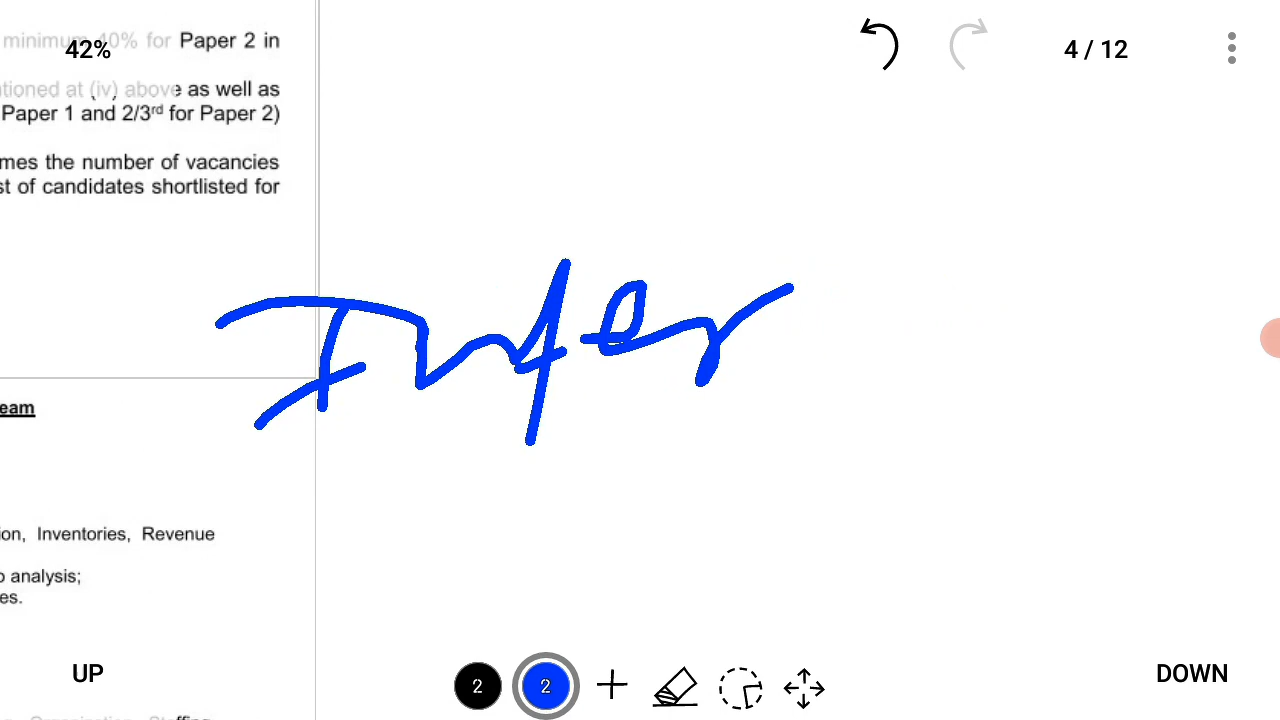 minimum 40% for Paper 2 in
42%
4 / 12
tioned at (iv) above as well as
Paper 1 and 2/3rd for Paper 2)
mes the number of vacancies
st of candidates shortlisted for
Inter
eam
ion, Inventories, Revenue
o analysis;
es.
UP
2
2
DOWN
Organization, Staffing